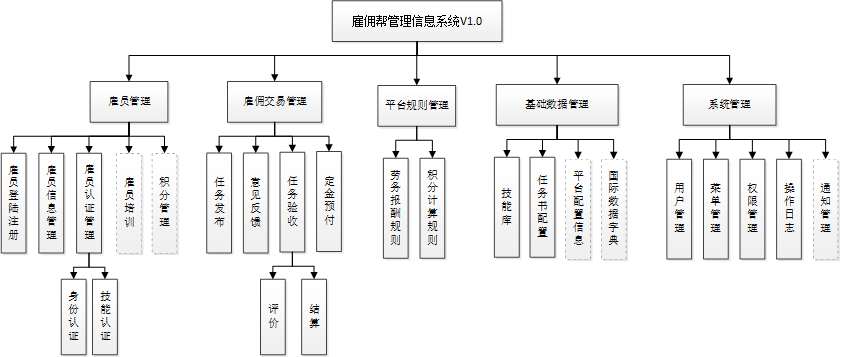 雇佣帮管理信息系统V1.0
雇员管理
雇佣交易管理
平台规则管理
基础数据管理
系统管理
雇员登陆注册
雇员信息管理
雇员认证管理
雇员培训
积分管理
任务发布
意见反馈
任务验收
定金预付
劳务报酬规则
积分计算规则
技能库
任务书配置
平台配置信息
国际数据字典
用户管理
菜单管理
权限管理
操作日志
通知管理
身份认证
技能认证
评价
结算